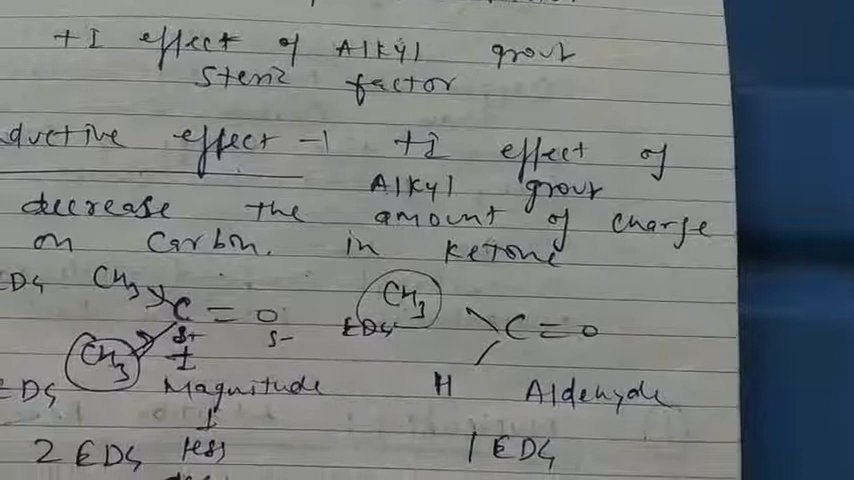 +I effect of Alkyl group
Steric factor
ductive effect -1 +I effect of
Alkyl group
decrease the amount of charge
on Carbon. in ketone
EDG CH3 C = O CH3
δ+ δ- EDG C = O
CH3
EDG Magnitude H Aldehyde
2 EDG less 1 EDG